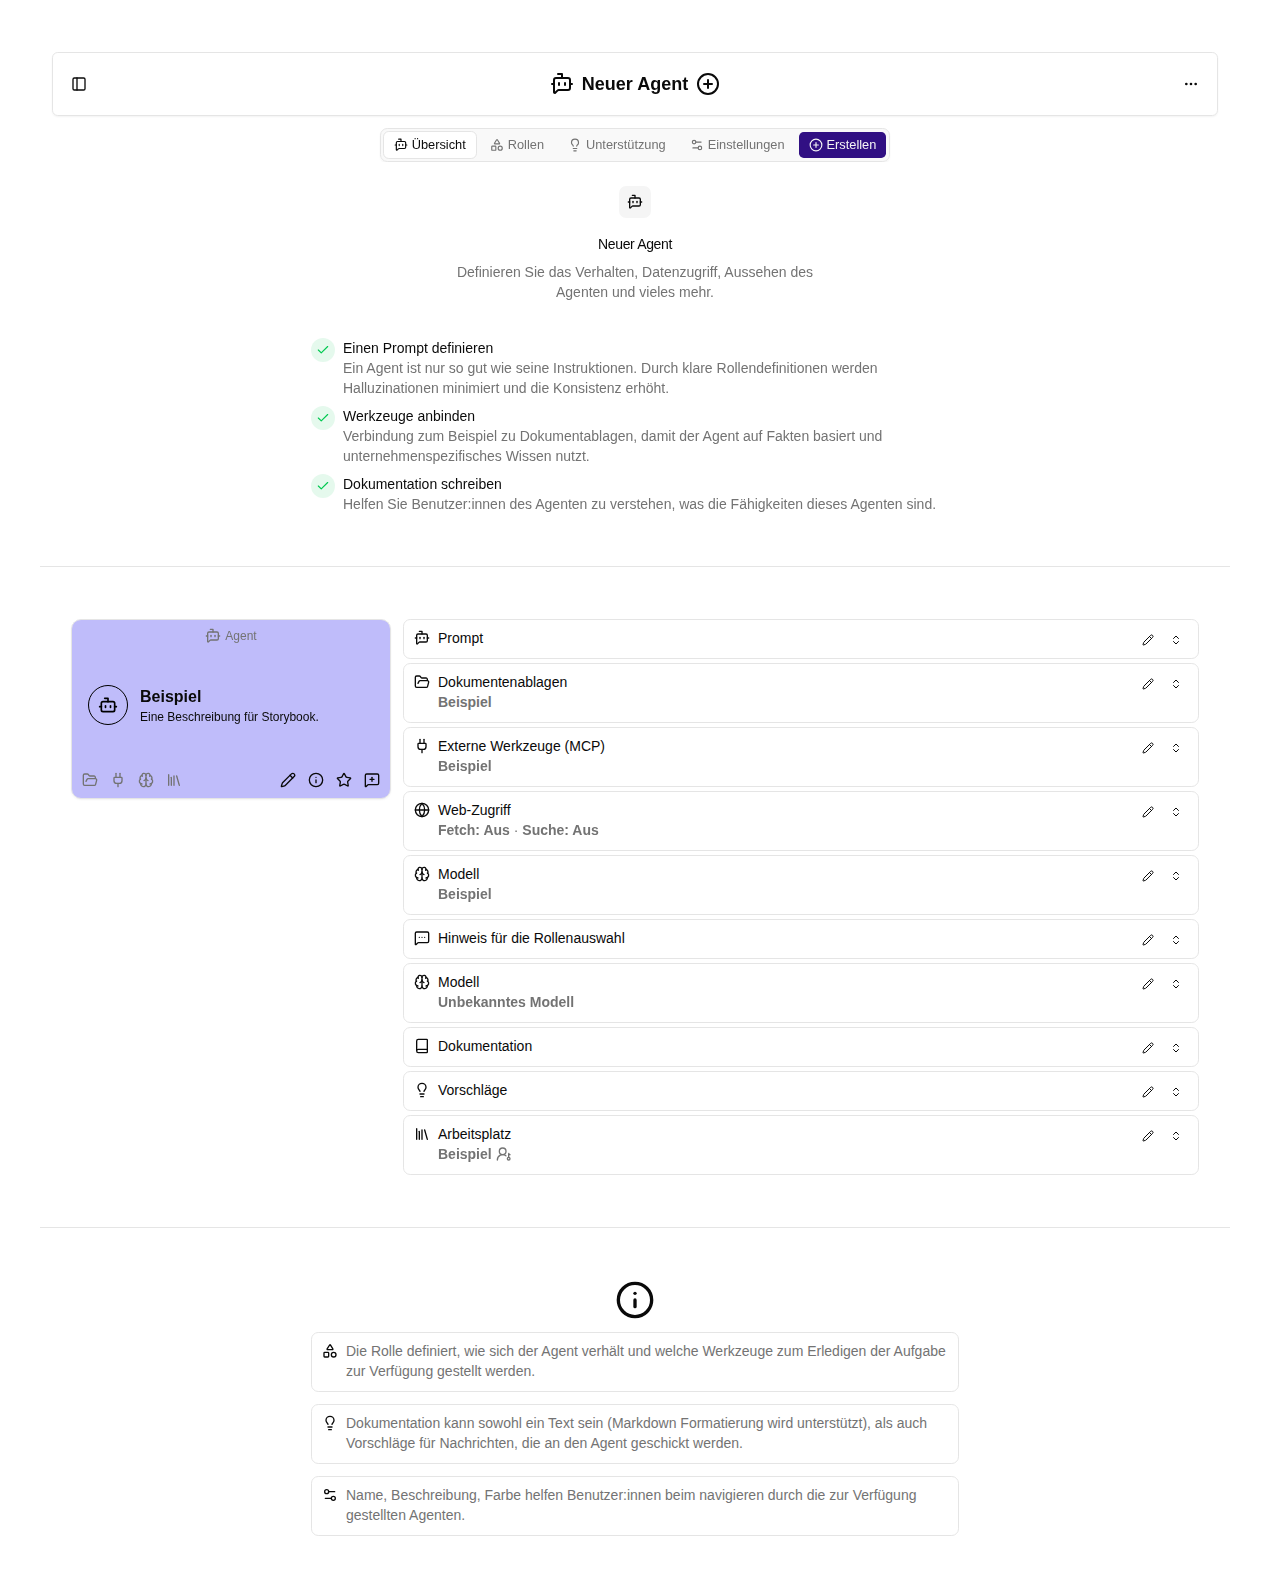 Neuer Agent
Übersicht
Rollen
Unterstützung
Einstellungen
Erstellen
Neuer Agent
Definieren Sie das Verhalten, Datenzugriff, Aussehen des
Agenten und vieles mehr.
Einen Prompt definieren
Ein Agent ist nur so gut wie seine Instruktionen. Durch klare Rollendefinitionen werden
Halluzinationen minimiert und die Konsistenz erhöht.
Werkzeuge anbinden
Verbindung zum Beispiel zu Dokumentablagen, damit der Agent auf Fakten basiert und
unternehmenspezifisches Wissen nutzt.
Dokumentation schreiben
Helfen Sie Benutzer:innen des Agenten zu verstehen, was die Fähigkeiten dieses Agenten sind.
Agent
Beispiel
Eine Beschreibung für Storybook.
Prompt
Dokumentenablagen
Beispiel
Externe Werkzeuge (MCP)
Beispiel
Web-Zugriff
Fetch: Aus · Suche: Aus
Modell
Beispiel
Hinweis für die Rollenauswahl
Modell
Unbekanntes Modell
Dokumentation
Vorschläge
Arbeitsplatz
Beispiel
Die Rolle definiert, wie sich der Agent verhält und welche Werkzeuge zum Erledigen der Aufgabe
zur Verfügung gestellt werden.
Dokumentation kann sowohl ein Text sein (Markdown Formatierung wird unterstützt), als auch
Vorschläge für Nachrichten, die an den Agent geschickt werden.
Name, Beschreibung, Farbe helfen Benutzer:innen beim navigieren durch die zur Verfügung
gestellten Agenten.